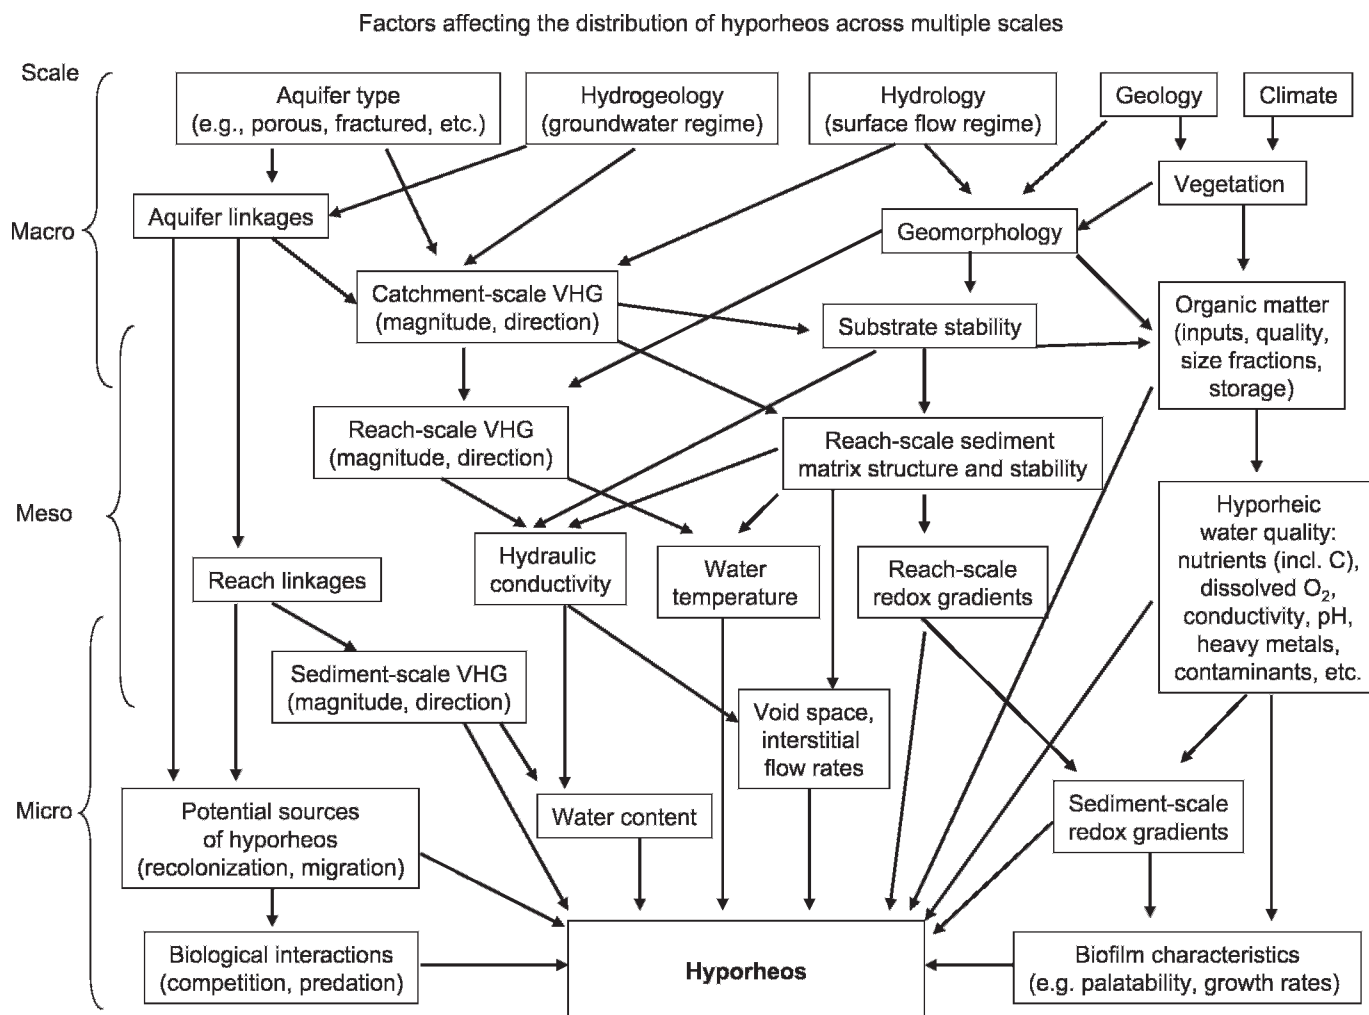 Factors affecting the distribution of hyporheos across multiple scales
Scale
Aquifer type
(e.g., porous, fractured, etc.)
Hydrogeology
(groundwater regime)
Hydrology
(surface flow regime)
Geology
Climate
Macro
Aquifer linkages
Vegetation
Geomorphology
Catchment-scale VHG
(magnitude, direction)
Substrate stability
Organic matter
(inputs, quality,
size fractions,
storage)
Reach-scale VHG
(magnitude, direction)
Reach-scale sediment
matrix structure and stability
Meso
Hyporheic
water quality:
nutrients (incl. C),
dissolved O₂,
conductivity, pH,
heavy metals,
contaminants, etc.
Reach linkages
Hydraulic
conductivity
Water
temperature
Reach-scale
redox gradients
Sediment-scale VHG
(magnitude, direction)
Void space,
interstitial
flow rates
Micro
Potential sources
of hyporheos
(recolonization, migration)
Water content
Sediment-scale
redox gradients
Biological interactions
(competition, predation)
Hyporheos
Biofilm characteristics
(e.g. palatability, growth rates)